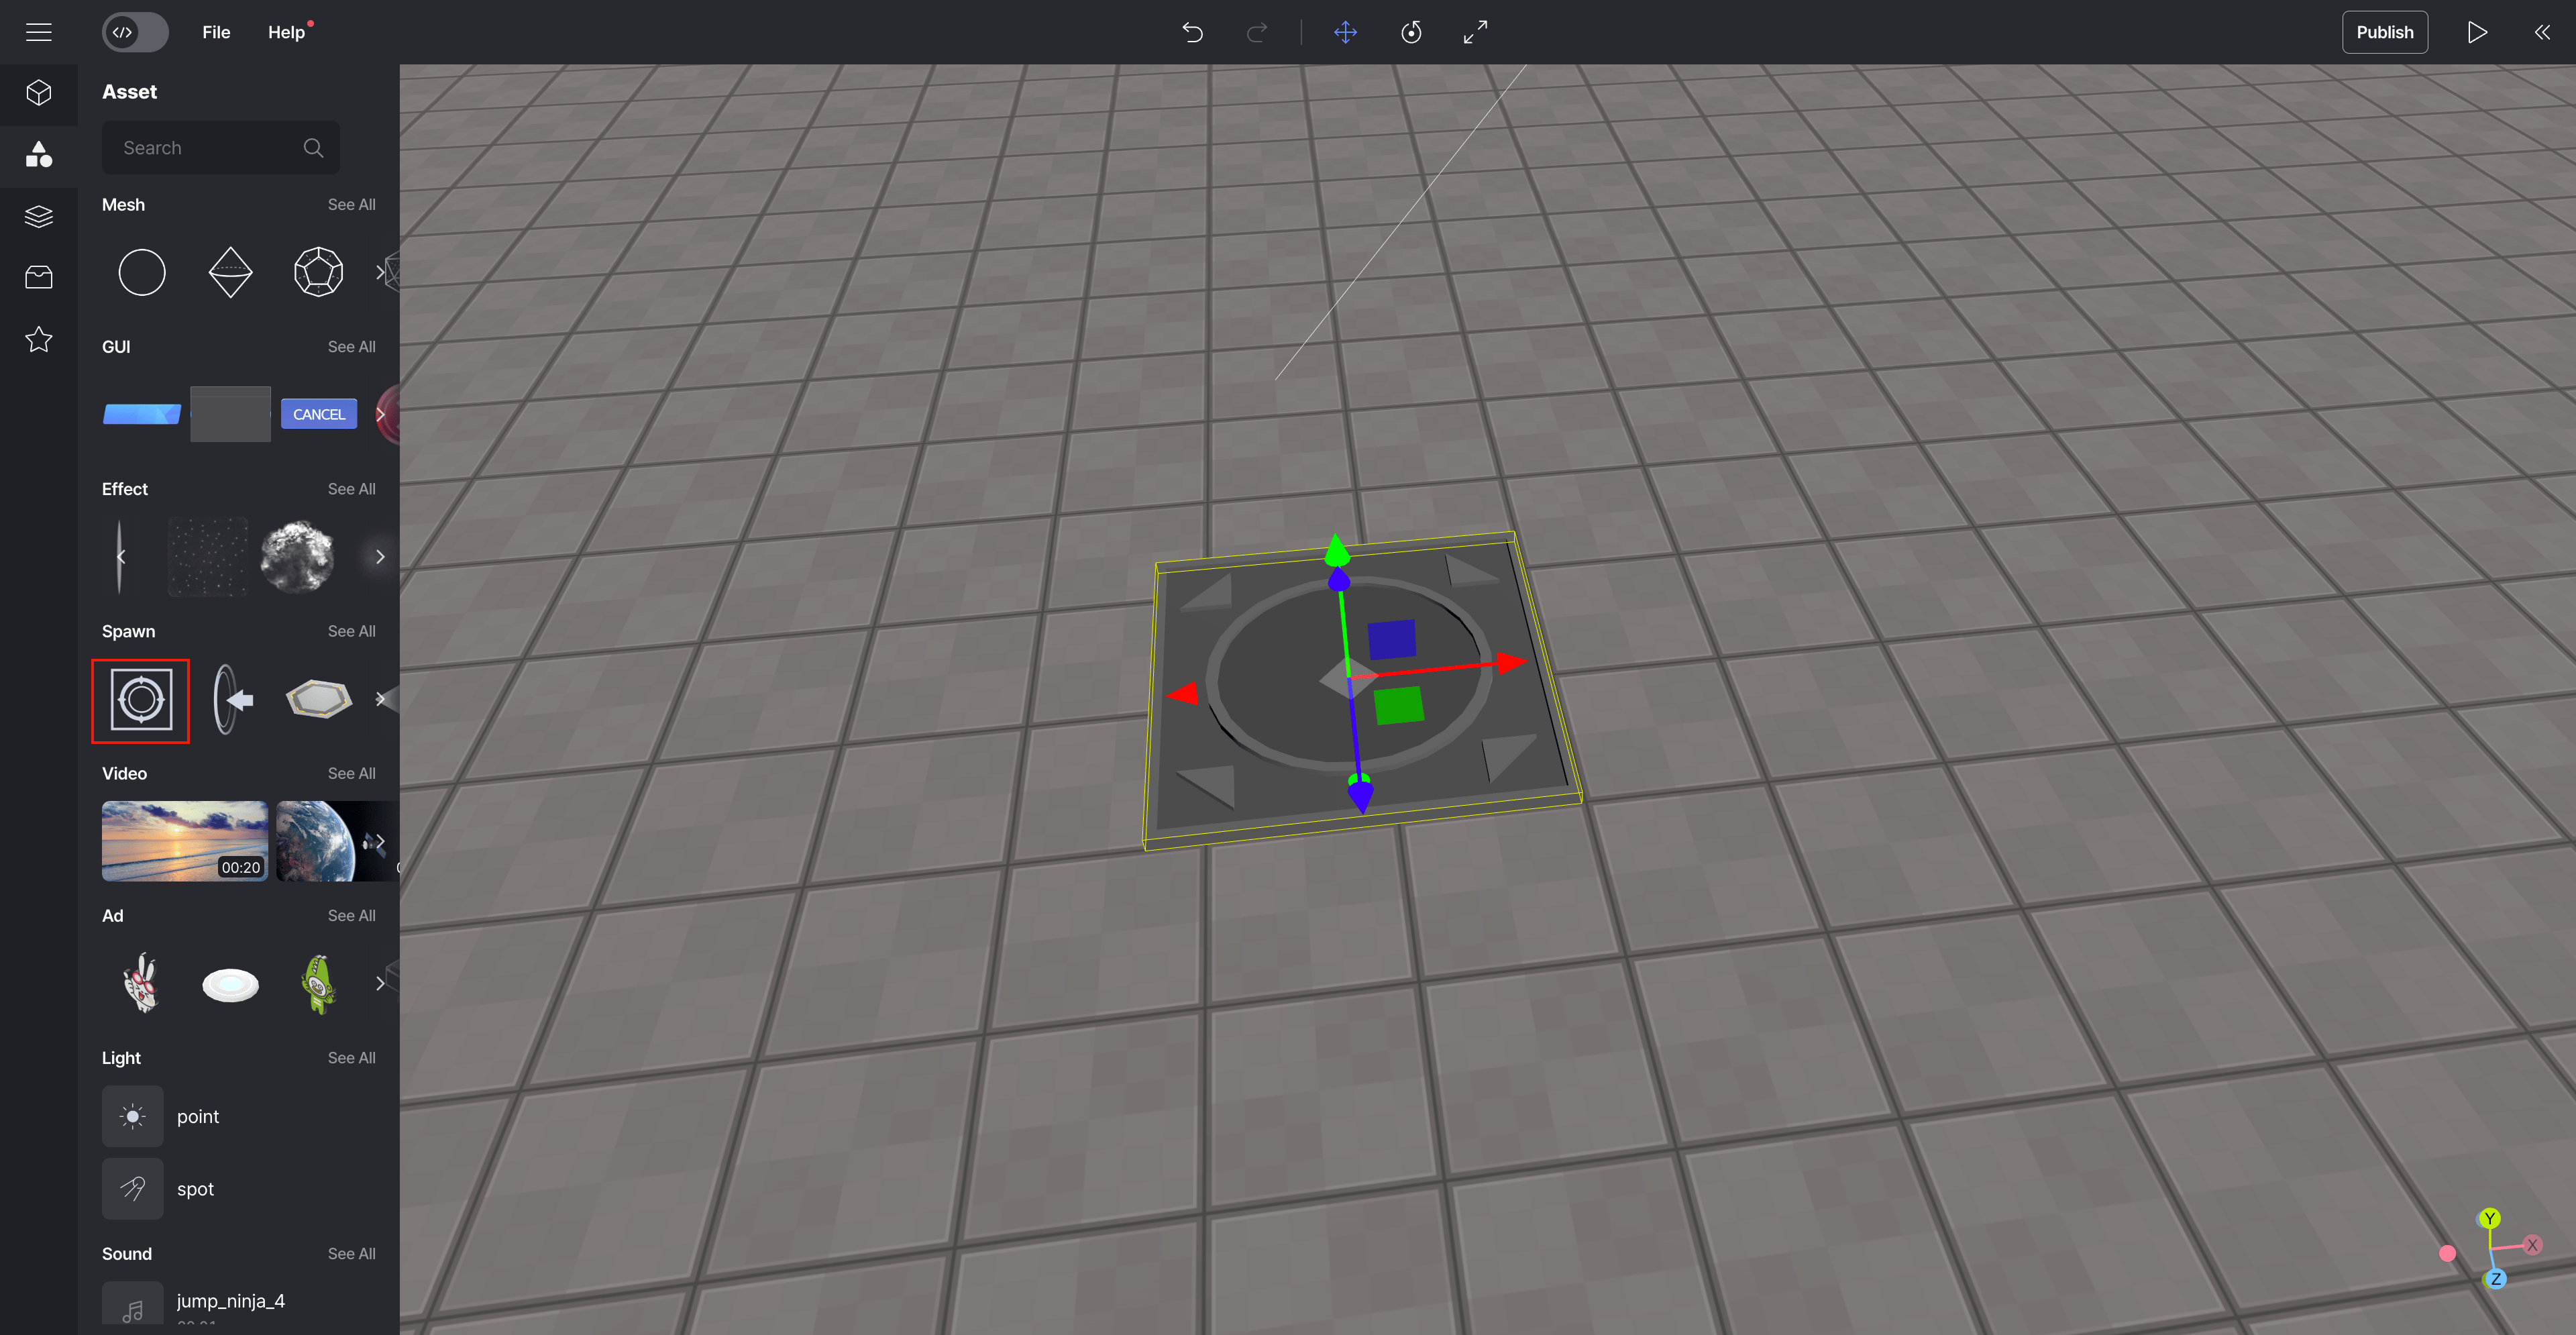 </>
File
Help
Publish
Asset
Search
Mesh
See All
GUI
See All
CANCEL
Effect
See All
Spawn
See All
Video
See All
00:20
Ad
See All
Light
See All
point
spot
Sound
See All
jump_ninja_4
Y
X
Z